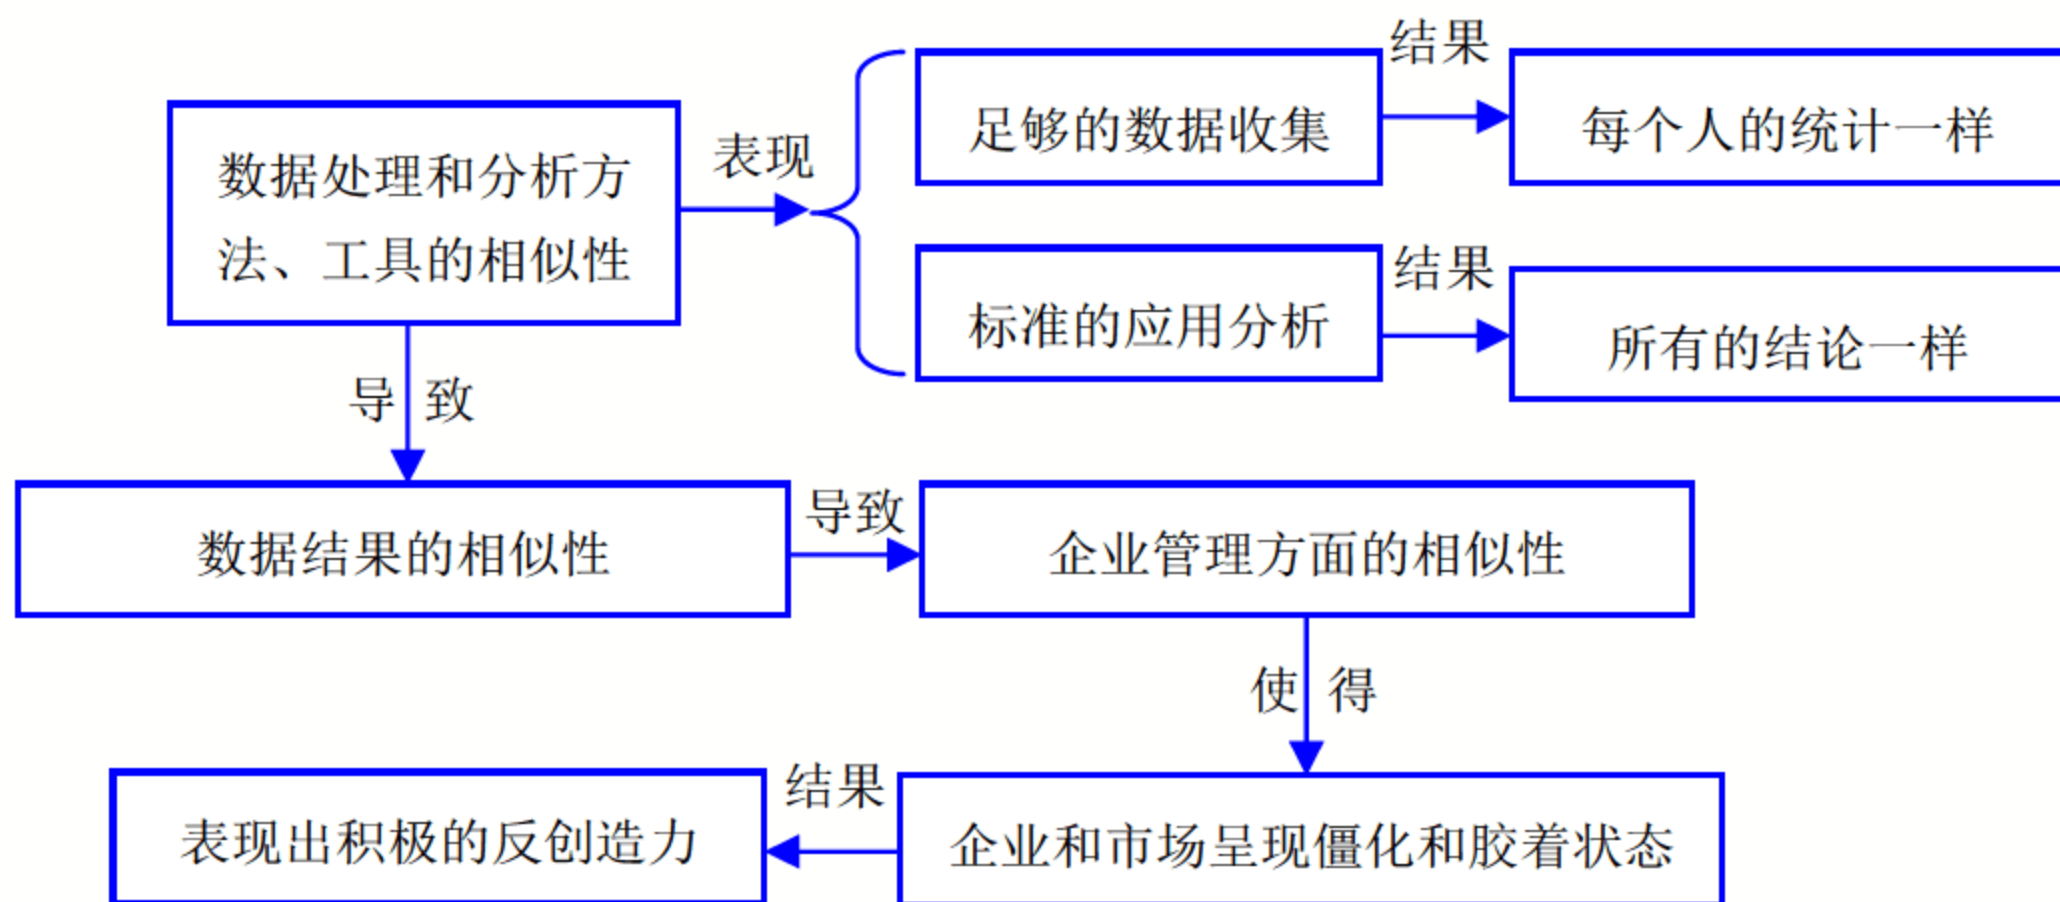 结果
足够的数据收集
每个人的统计一样
表现
数据处理和分析方
法、工具的相似性
结果
标准的应用分析
所有的结论一样
导致
数据结果的相似性
导致
企业管理方面的相似性
使得
结果
表现出积极的反创造力
企业和市场呈现僵化和胶着状态